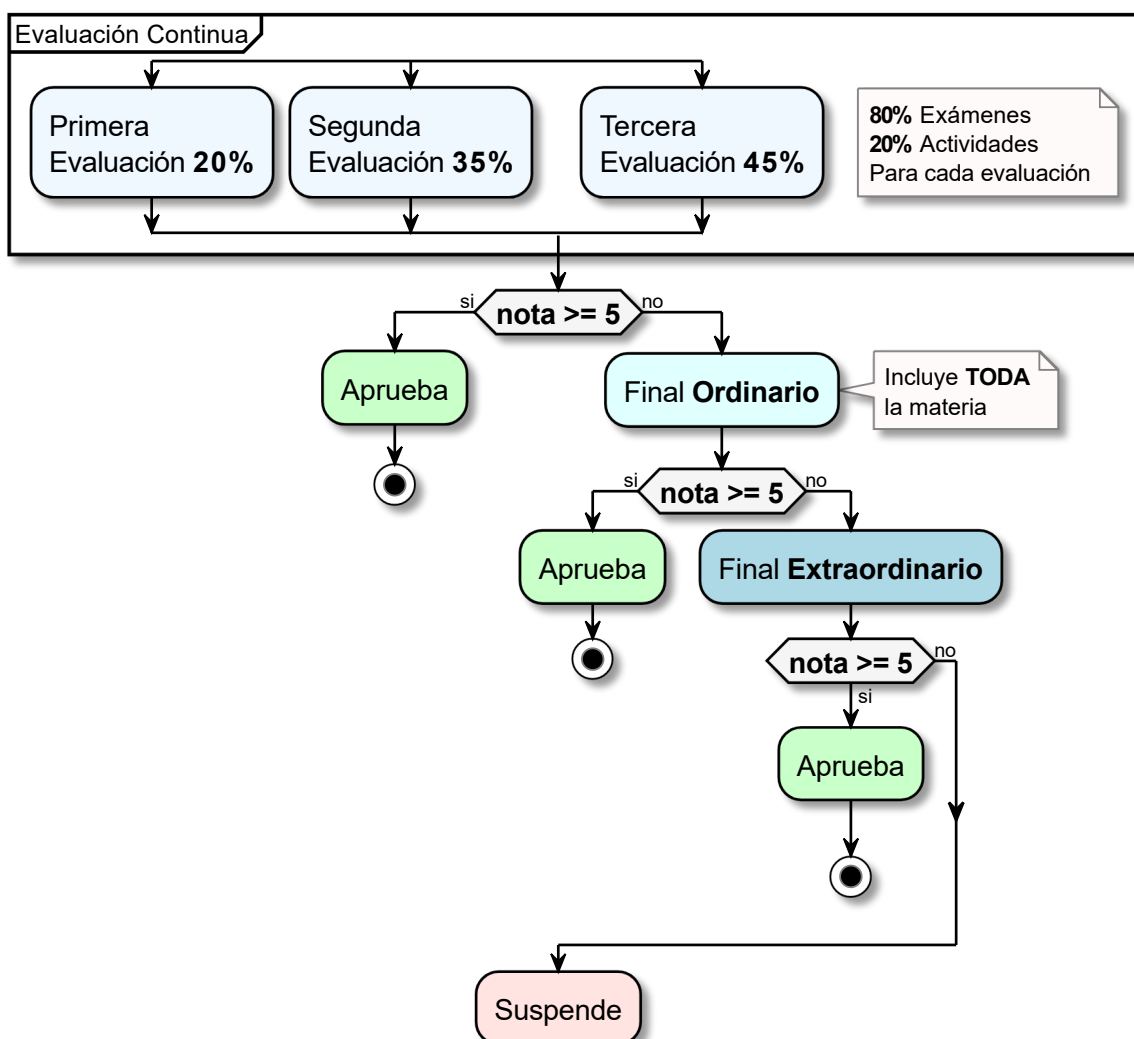 Evaluación Continua
Primera
Evaluación 20%
Segunda
Evaluación 35%
Tercera
Evaluación 45%
80% Exámenes
20% Actividades
Para cada evaluación
si
nota >= 5
no
Aprueba
Final Ordinario
Incluye TODA
la materia
si
nota >= 5
no
Aprueba
Final Extraordinario
nota >= 5
no
si
Aprueba
Suspende